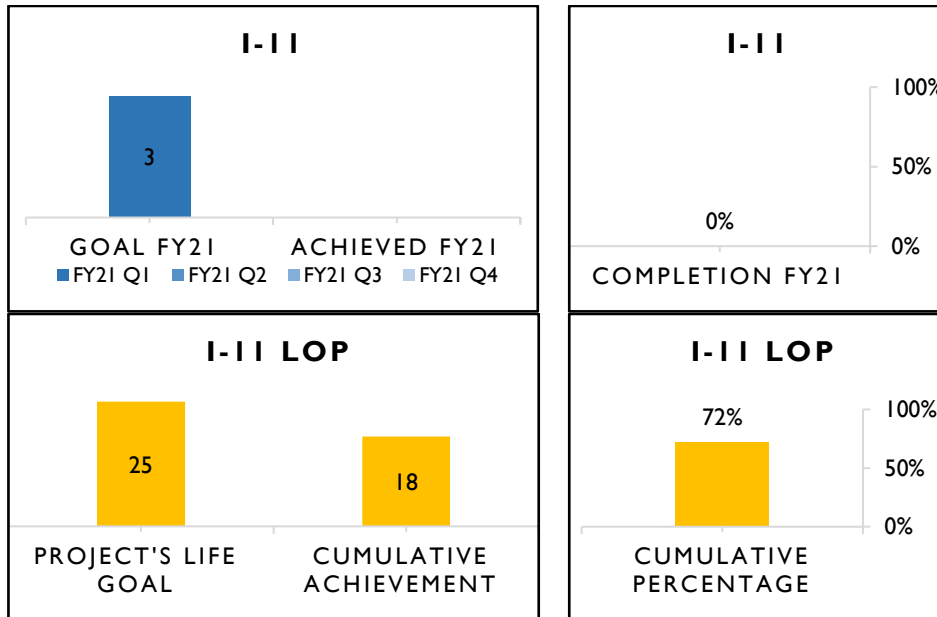 I-11
3
GOAL FY21
ACHIEVED FY21
FY21 Q1
FY21 Q2
FY21 Q3
FY21 Q4
I-11
100%
50%
0%
0%
COMPLETION FY21
I-11 LOP
25
18
PROJECT'S LIFE
GOAL
CUMULATIVE
ACHIEVEMENT
I-11 LOP
72%
100%
50%
0%
CUMULATIVE
PERCENTAGE